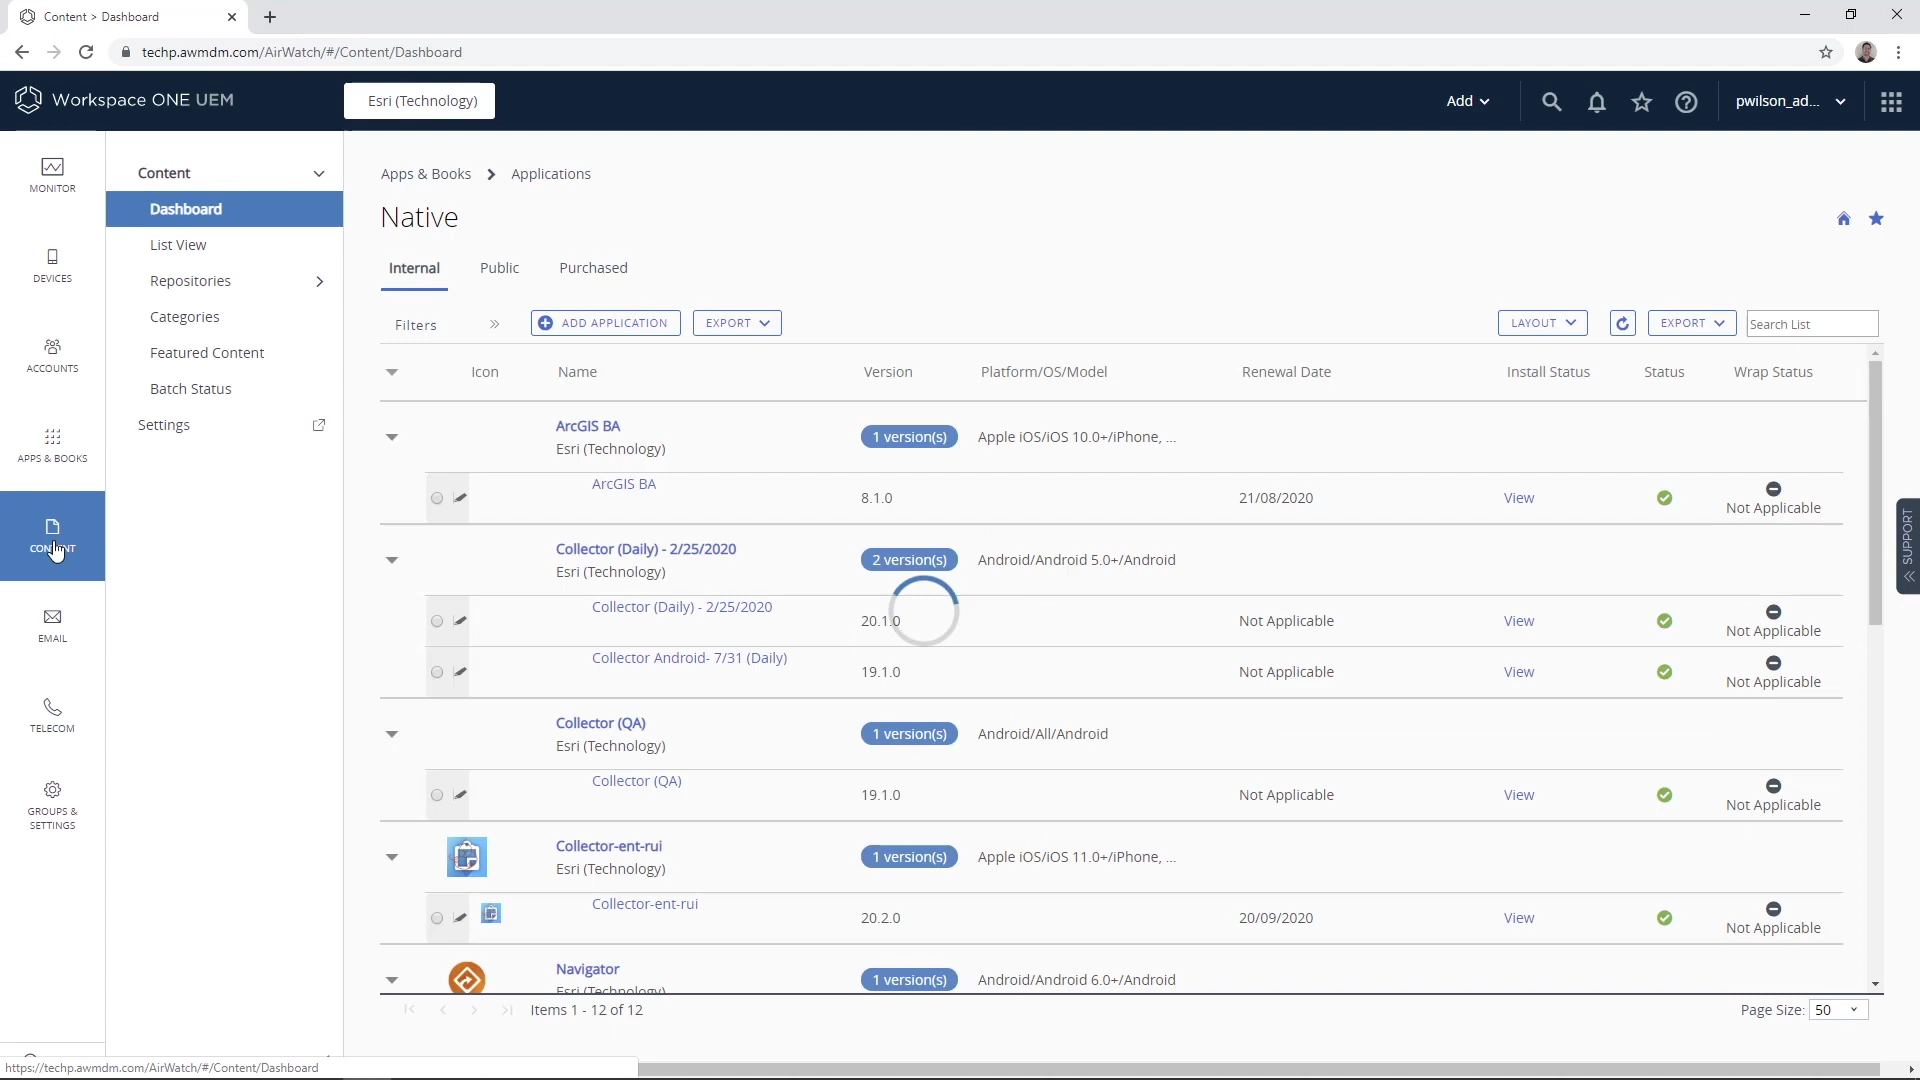 Content > Dashboard
techp.awmdm.com/AirWatch/#/Content/Dashboard
Workspace ONE UEM
Esri (Technology)
Add
pwilson_ad...
MONITOR
DEVICES
ACCOUNTS
APPS & BOOKS
CONTENT
EMAIL
TELECOM
GROUPS &
SETTINGS
Content
Dashboard
List View
Repositories
Categories
Featured Content
Batch Status
Settings
Apps & Books > Applications
Native
Internal Public Purchased
Filters » ADD APPLICATION EXPORT LAYOUT EXPORT Search List
Icon Name Version Platform/OS/Model Renewal Date Install Status Status Wrap Status
ArcGIS BA
Esri (Technology)
1 version(s) Apple iOS/iOS 10.0+/iPhone, ...
ArcGIS BA
8.1.0 21/08/2020 View
Not Applicable
Collector (Daily) - 2/25/2020
Esri (Technology)
2 version(s) Android/Android 5.0+/Android
Collector (Daily) - 2/25/2020
20.1.0 Not Applicable View
Not Applicable
Collector Android- 7/31 (Daily)
19.1.0 Not Applicable View
Not Applicable
Collector (QA)
Esri (Technology)
1 version(s) Android/All/Android
Collector (QA)
19.1.0 Not Applicable View
Not Applicable
Collector-ent-rui
Esri (Technology)
1 version(s) Apple iOS/iOS 11.0+/iPhone, ...
Collector-ent-rui
20.2.0 20/09/2020 View
Not Applicable
Navigator
Esri (Technology)
1 version(s) Android/Android 6.0+/Android
Items 1 - 12 of 12
Page Size: 50
SUPPORT
https://techp.awmdm.com/AirWatch/#/Content/Dashboard